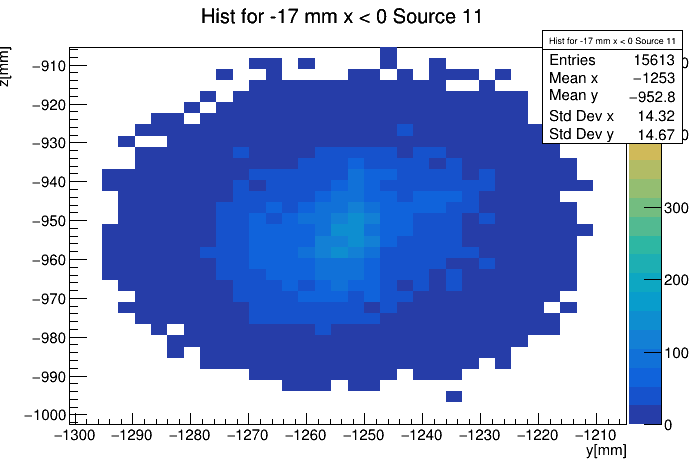 Hist for -17 mm x < 0 Source 11
Hist for -17 mm x < 0 Source 11
Entries 15613
Mean x −1253
Mean y −952.8
Std Dev x 14.32
Std Dev y 14.67
z[mm]
−910
−920
−930
−940
−950
−960
−970
−980
−990
−1000
−1300 −1290 −1280 −1270 −1260 −1250 −1240 −1230 −1220 −1210
y[mm]
300
200
100
0